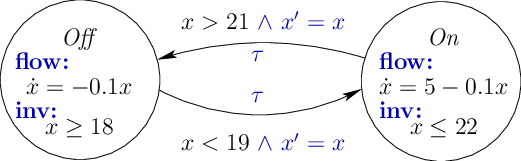 x > 21 ∧ x′ = x
Off
flow:
ẋ = −0.1x
inv:
x ≥ 18
τ
τ
On
flow:
ẋ = 5 − 0.1x
inv:
x ≤ 22
x < 19 ∧ x′ = x